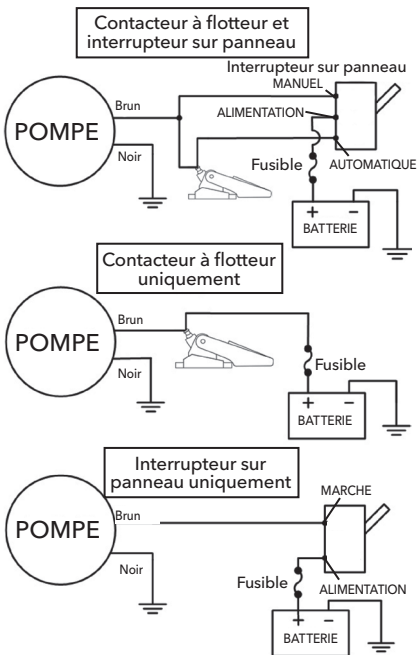 Contacteur à flotteur et
interrupteur sur panneau
Interrupteur sur panneau
MANUEL
Brun
ALIMENTATION
POMPE
Noir
Fusible
AUTOMATIQUE
+ −
BATTERIE
Contacteur à flotteur
uniquement
Brun
POMPE
Fusible
Noir
+ −
BATTERIE
Interrupteur sur
panneau uniquement
MARCHE
Brun
POMPE
Noir
Fusible
ALIMENTATION
+ −
BATTERIE